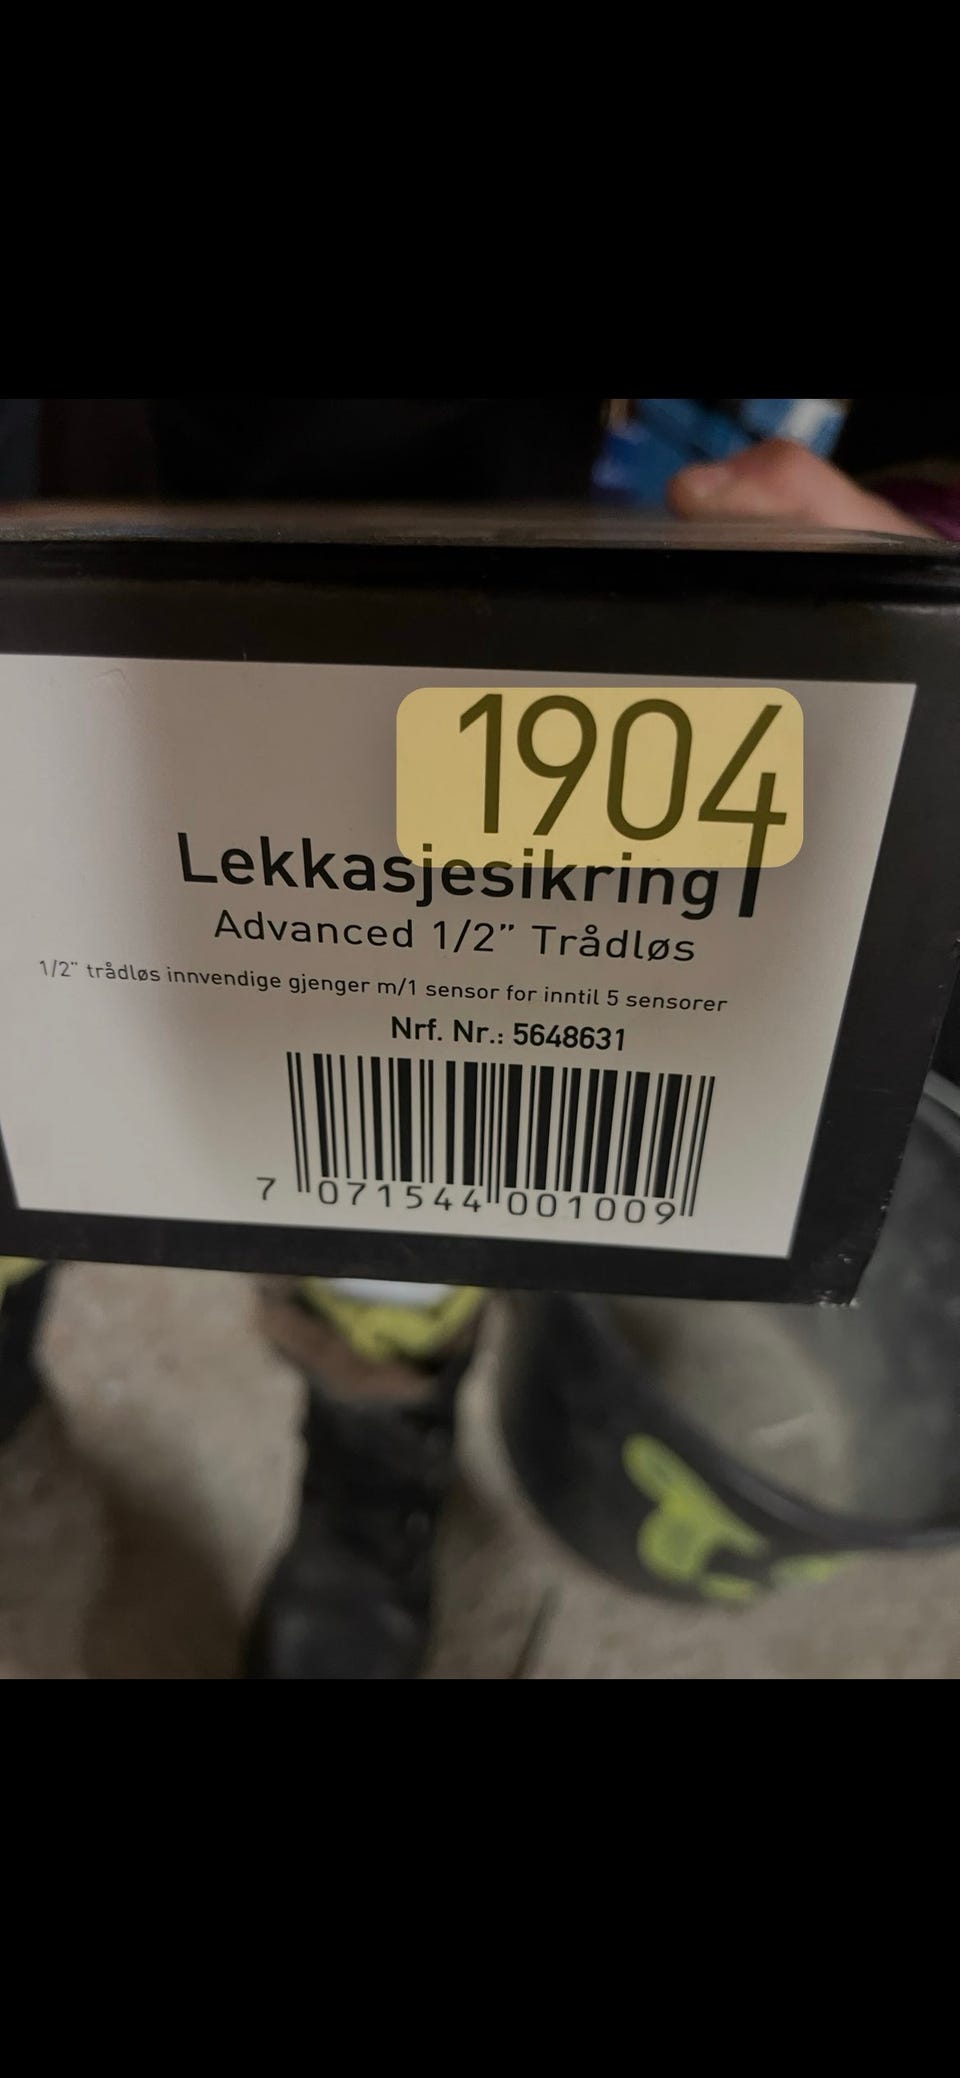 1904
Lekkasjesikring
Advanced 1/2” Trådløs
1/2” trådløs innvendige gjenger m/1 sensor for inntil 5 sensorer
Nrf. Nr.: 5648631
7 071544 001009